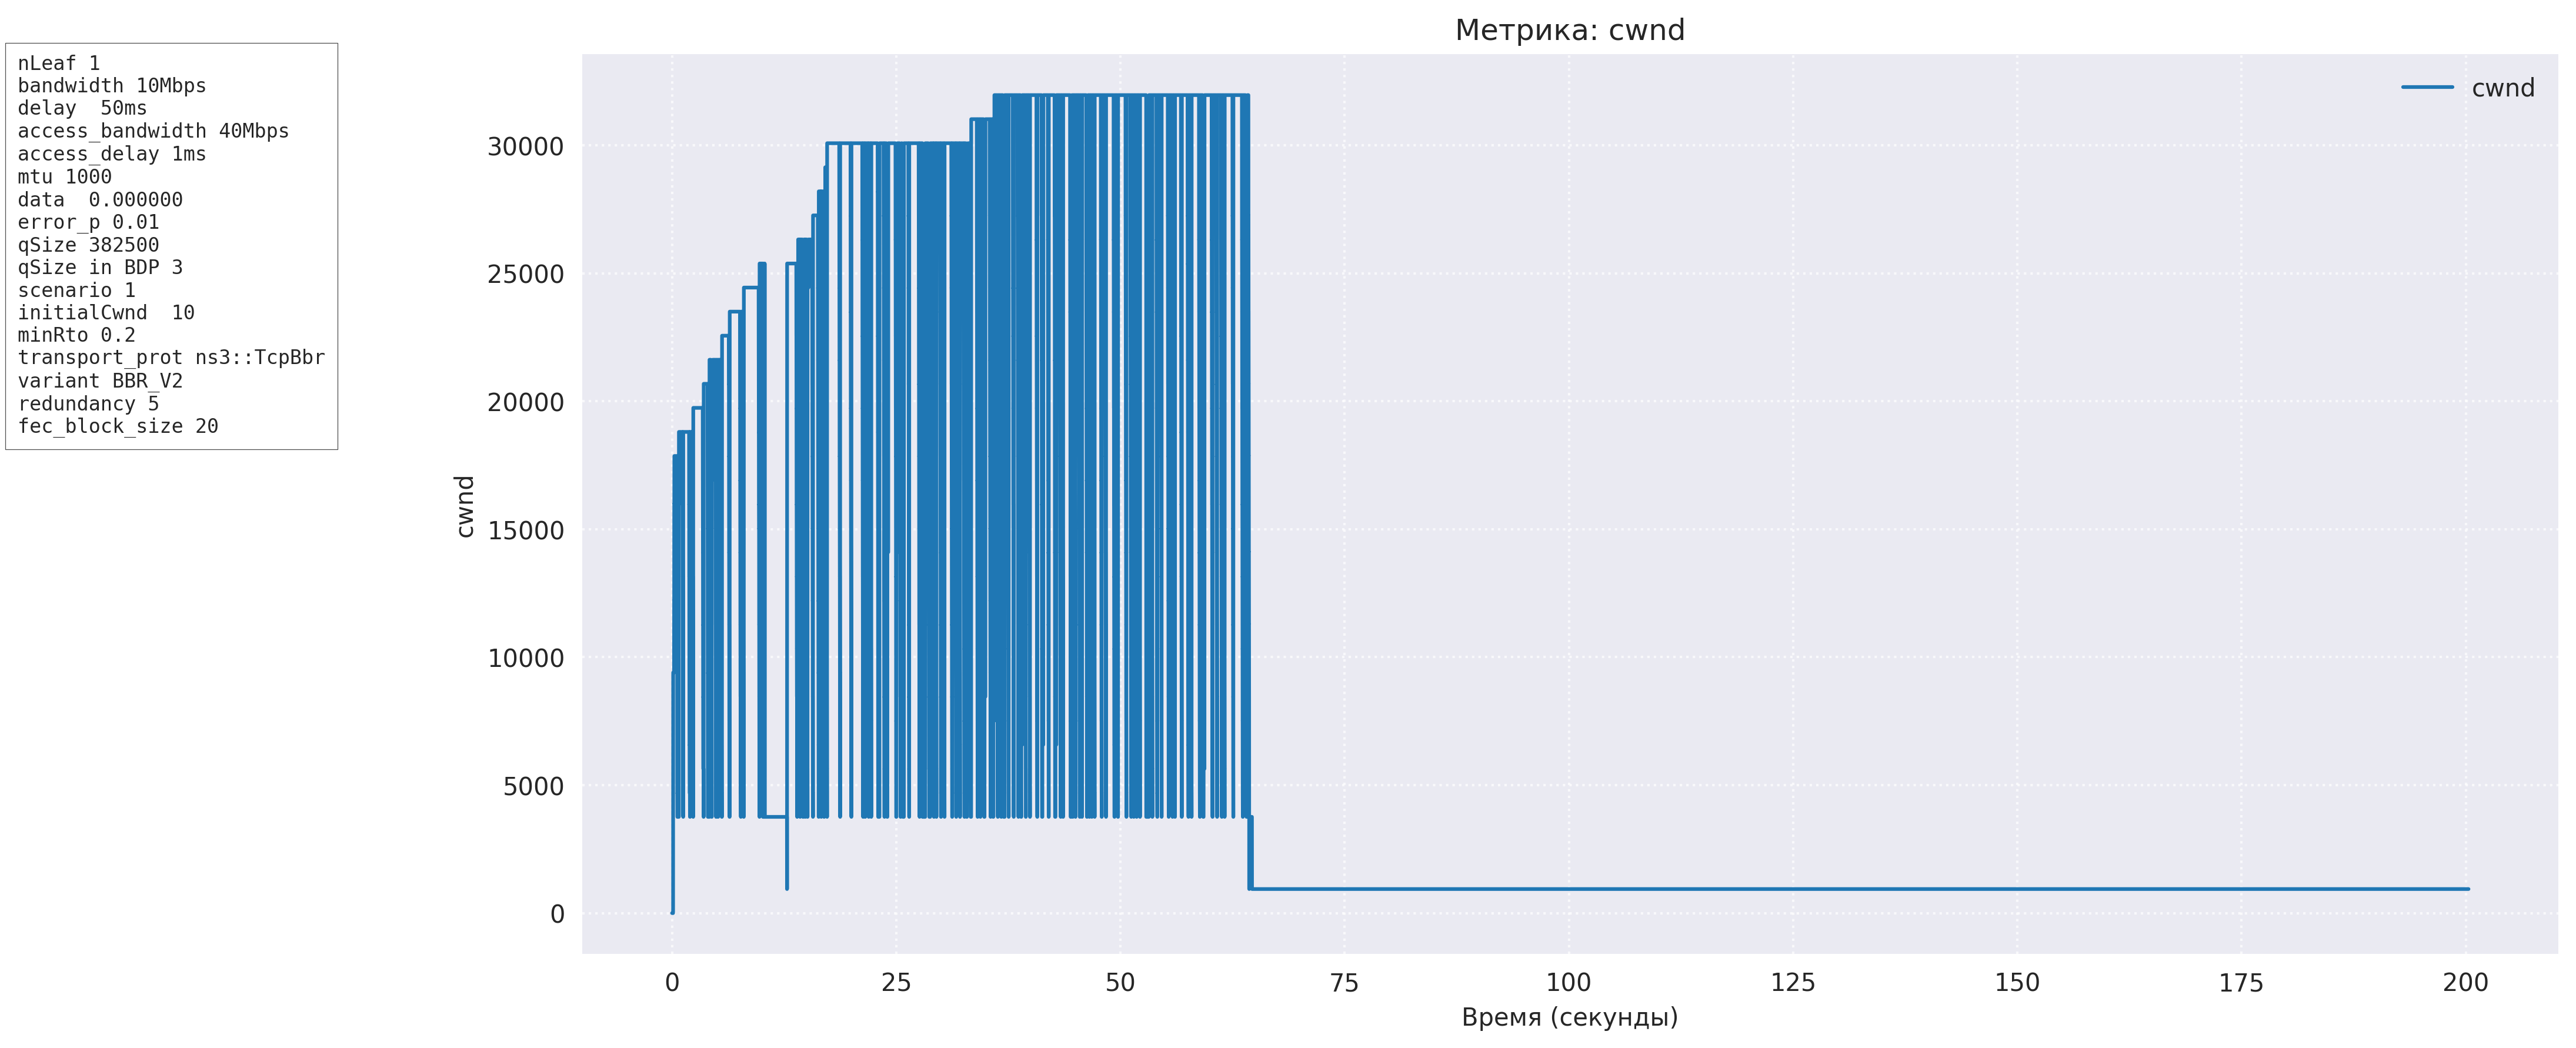 Метрика: cwnd
nLeaf 1
bandwidth 10Mbps
delay  50ms
access_bandwidth 40Mbps
access_delay 1ms
mtu 1000
data  0.000000
error_p 0.01
qSize 382500
qSize in BDP 3
scenario 1
initialCwnd  10
minRto 0.2
transport_prot ns3::TcpBbr
variant BBR_V2
redundancy 5
fec_block_size 20
cwnd
cwnd
30000
25000
20000
15000
10000
5000
0
0 25 50 75 100 125 150 175 200
Время (секунды)